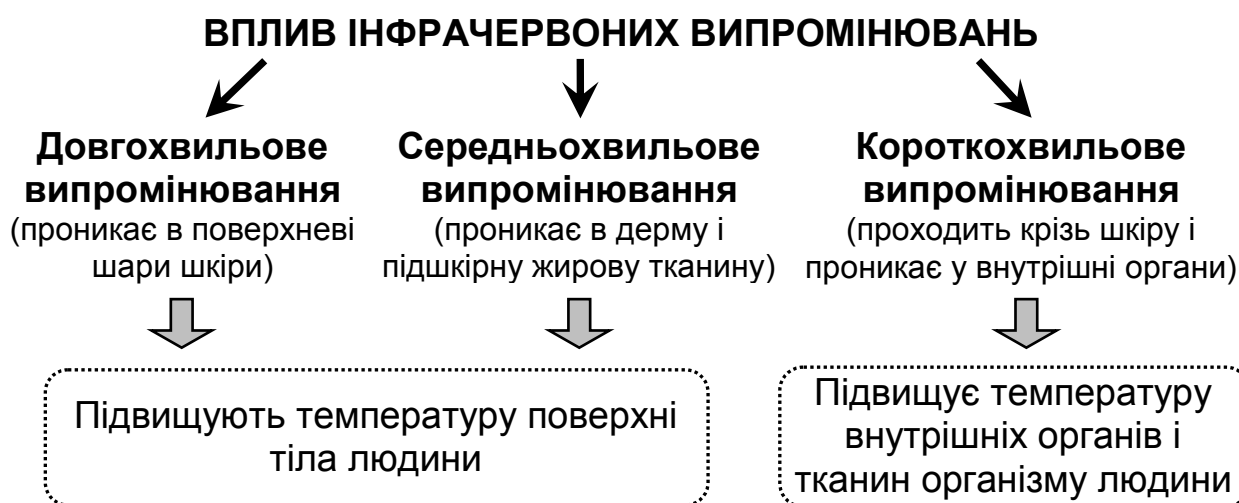 ВПЛИВ ІНФРАЧЕРВОНИХ ВИПРОМІНЮВАНЬ
Довгохвильове
випромінювання
(проникає в поверхневі
шари шкіри)
Середньохвильове
випромінювання
(проникає в дерму і
підшкірну жирову тканину)
Короткохвильове
випромінювання
(проходить крізь шкіру і
проникає у внутрішні органи)
Підвищують температуру поверхні
тіла людини
Підвищує температуру
внутрішніх органів і
тканин організму людини